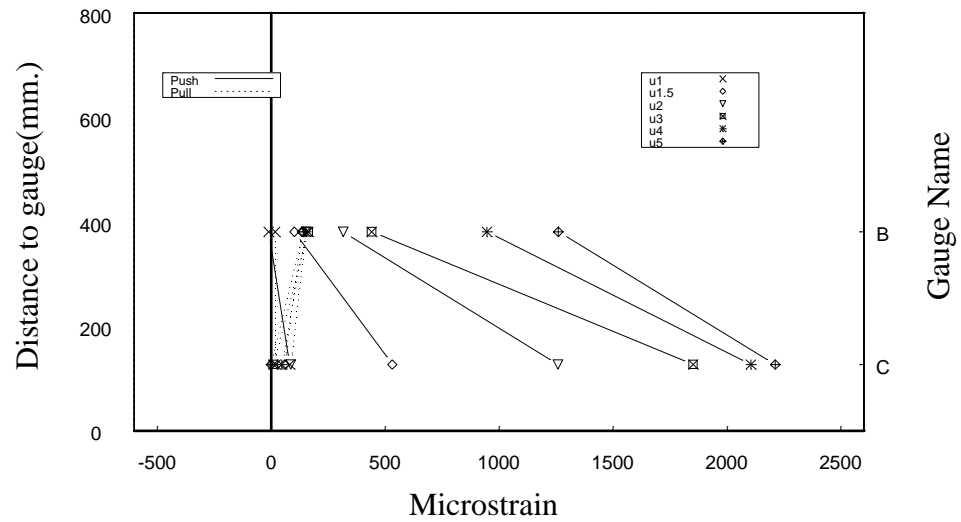 800
600
400
200
0
Distance to gauge(mm.)
Push
Pull
u1
u1.5
u2
u3
u4
u5
B
C
Gauge Name
-500 0 500 1000 1500 2000 2500
Microstrain